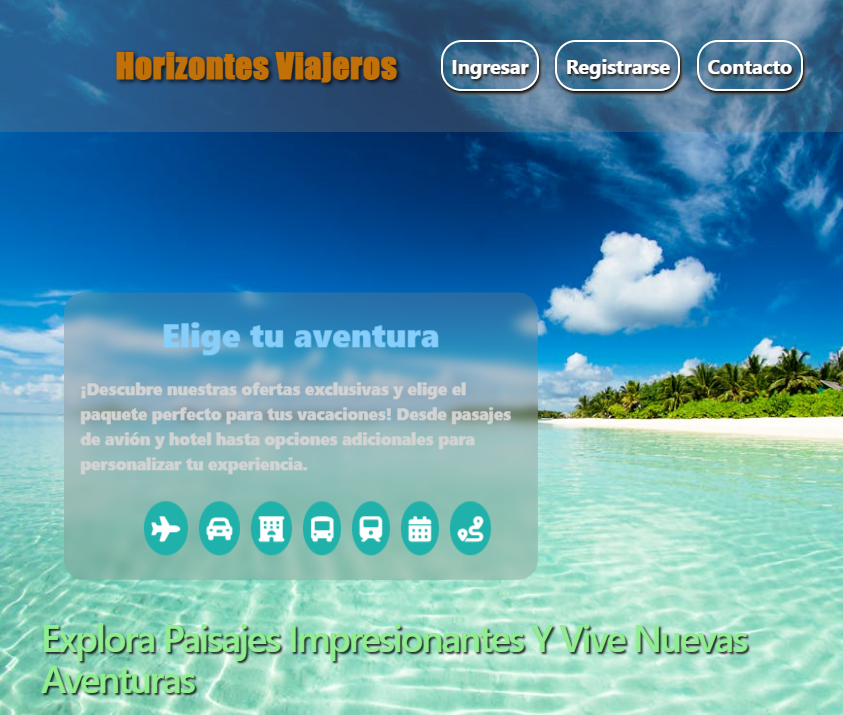 Horizontes Viajeros
Ingresar
Registrarse
Contacto
Elige tu aventura
¡Descubre nuestras ofertas exclusivas y elige el
paquete perfecto para tus vacaciones! Desde pasajes
de avión y hotel hasta opciones adicionales para
personalizar tu experiencia.
Explora Paisajes Impresionantes Y Vive Nuevas
Aventuras